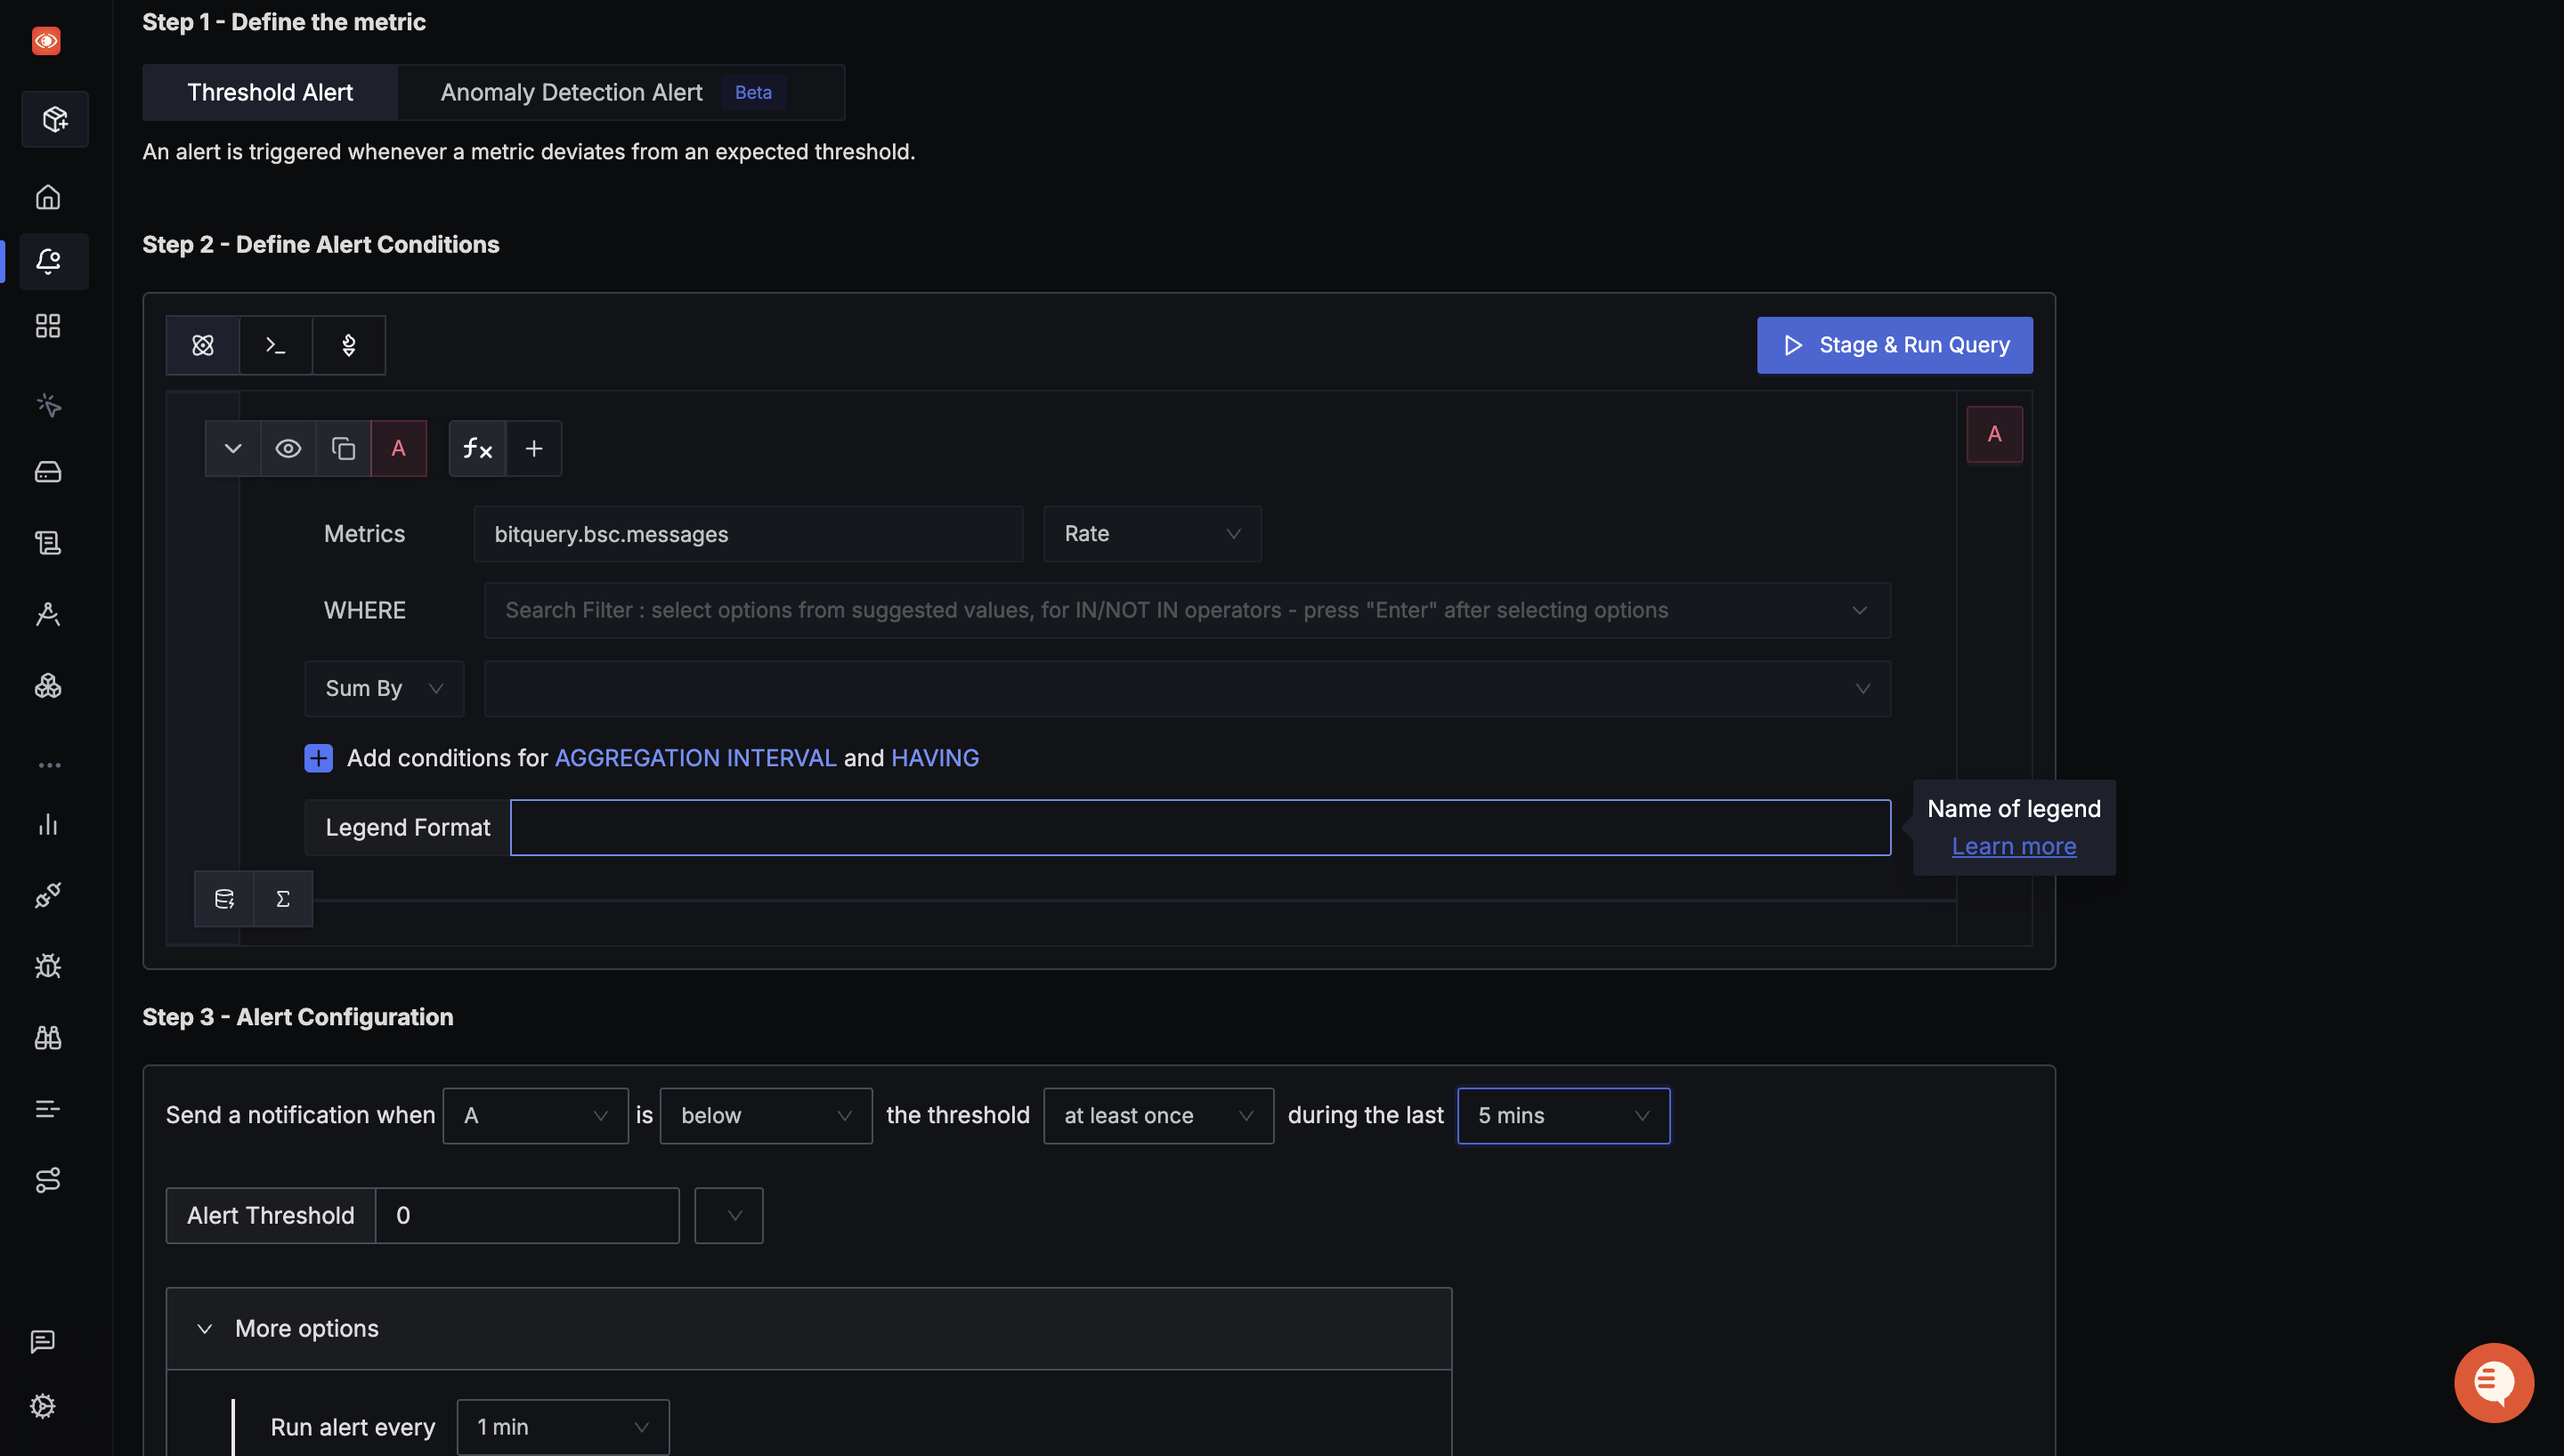 Step 1 - Define the metric
Threshold Alert
Anomaly Detection Alert Beta
An alert is triggered whenever a metric deviates from an expected threshold.
Step 2 - Define Alert Conditions
Stage & Run Query
A
fx
A
Metrics
bitquery.bsc.messages
Rate
WHERE
Search Filter : select options from suggested values, for IN/NOT IN operators - press "Enter" after selecting options
Sum By
Add conditions for AGGREGATION INTERVAL and HAVING
Legend Format
Name of legend
Learn more
Σ
Step 3 - Alert Configuration
Send a notification when A is below the threshold at least once during the last 5 mins
Alert Threshold 0
More options
Run alert every 1 min